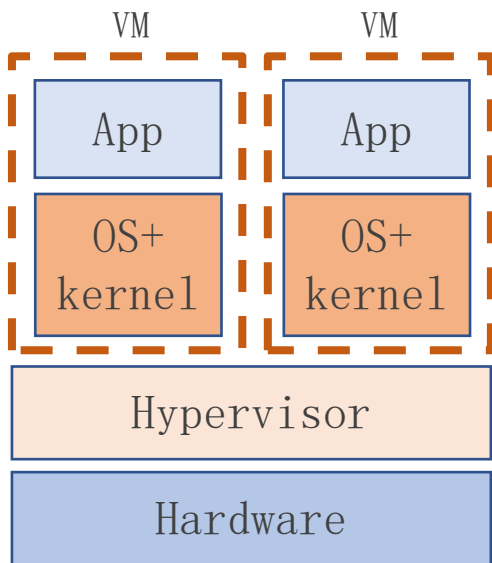 VM
VM
App
App
OS+
kernel
OS+
kernel
Hypervisor
Hardware